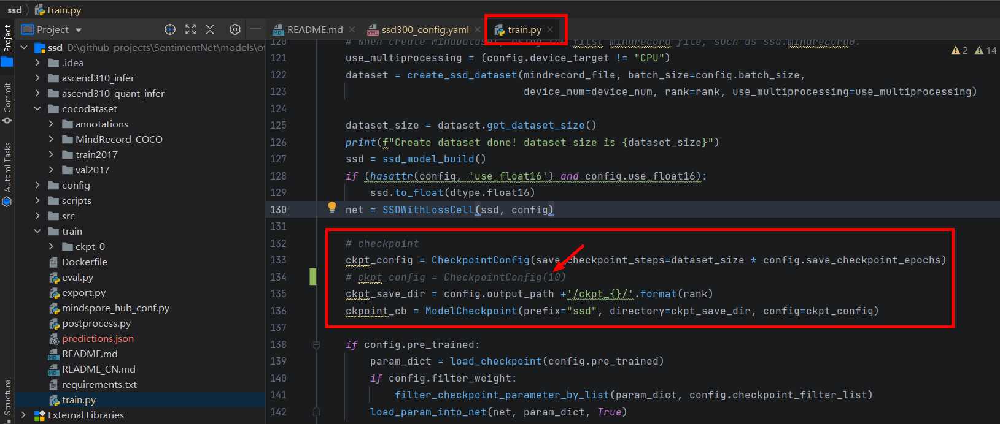 ssd
train.py
Project
README.md
ssd300_config.yaml
train.py
Project
Commit
Automl Tasks
Structure
ssd D:\github_projects\SentimentNet\models\of
.idea
ascend310_infer
ascend310_quant_infer
cocodataset
annotations
MindRecord_COCO
train2017
val2017
config
scripts
src
train
ckpt_0
Dockerfile
eval.py
export.py
mindspore_hub_conf.py
postprocess.py
predictions.json
README.md
README_CN.md
requirements.txt
train.py
External Libraries
2 14
120 # When create MindDataset, using the fitst mindrecord file, such as ssd.mindrecord0.
121 use_multiprocessing = (config.device_target != "CPU")
122 dataset = create_ssd_dataset(mindrecord_file, batch_size=config.batch_size,
123 device_num=device_num, rank=rank, use_multiprocessing=use_multiprocessing)
124
125 dataset_size = dataset.get_dataset_size()
126 print(f"Create dataset done! dataset size is {dataset_size}")
127 ssd = ssd_model_build()
128 if (hasattr(config, 'use_float16') and config.use_float16):
129 ssd.to_float(dtype.float16)
130 net = SSDWithLossCell(ssd, config)
131
132 # checkpoint
133 ckpt_config = CheckpointConfig(save_checkpoint_steps=dataset_size * config.save_checkpoint_epochs)
134 # ckpt_config = CheckpointConfig(10)
135 ckpt_save_dir = config.output_path +'/ckpt_{}/'.format(rank)
136 ckpoint_cb = ModelCheckpoint(prefix="ssd", directory=ckpt_save_dir, config=ckpt_config)
137
138 if config.pre_trained:
139 param_dict = load_checkpoint(config.pre_trained)
140 if config.filter_weight:
141 filter_checkpoint_parameter_by_list(param_dict, config.checkpoint_filter_list)
142 load_param_into_net(net, param_dict, True)